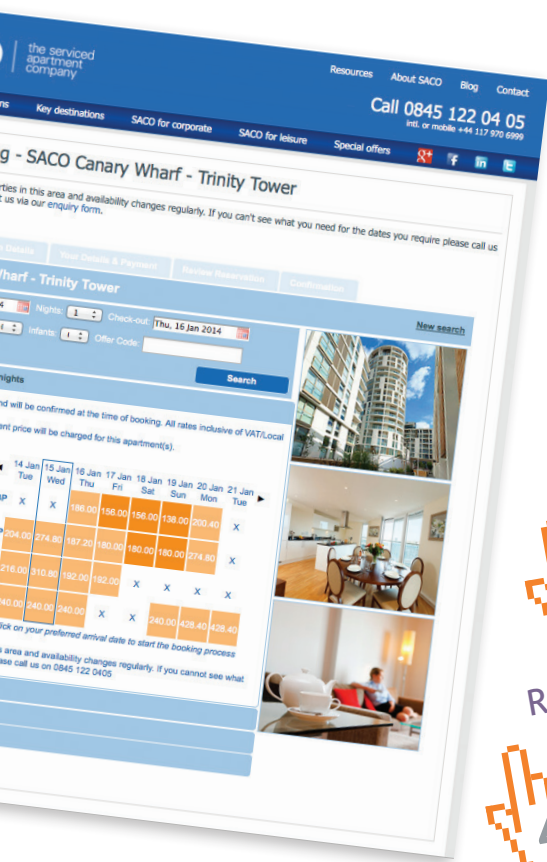 the serviced
apartment
company
Resources About SACO Blog Contact
Call 0845 122 04 05
intl. or mobile +44 117 970 6999
Key destinations SACO for corporate SACO for leisure Special offers
g - SACO Canary Wharf - Trinity Tower
rties in this area and availability changes regularly. If you can't see what you need for the dates you require please call us
t us via our enquiry form.
Details Your Details & Payment Review Reservation Confirmation
Wharf - Trinity Tower
New search
4 Nights: 1 Check-out: Thu, 16 Jan 2014
Infants: Offer Code:
Search
nights
nd will be confirmed at the time of booking. All rates inclusive of VAT/Local
ent price will be charged for this apartment(s).
14 Jan 15 Jan 16 Jan 17 Jan 18 Jan 19 Jan 20 Jan 21 Jan
Tue Wed Thu Fri Sat Sun Mon Tue
X X 186.00 156.00 156.00 138.00 200.40 X
204.00 274.80 187.20 180.00 180.00 180.00 274.80 X
216.00 310.80 192.00 192.00 X X X X
240.00 240.00 240.00 X X 240.00 428.40 428.40
lick on your preferred arrival date to start the booking process
s area and availability changes regularly. If you cannot see what
ase call us on 0845 122 0405
R